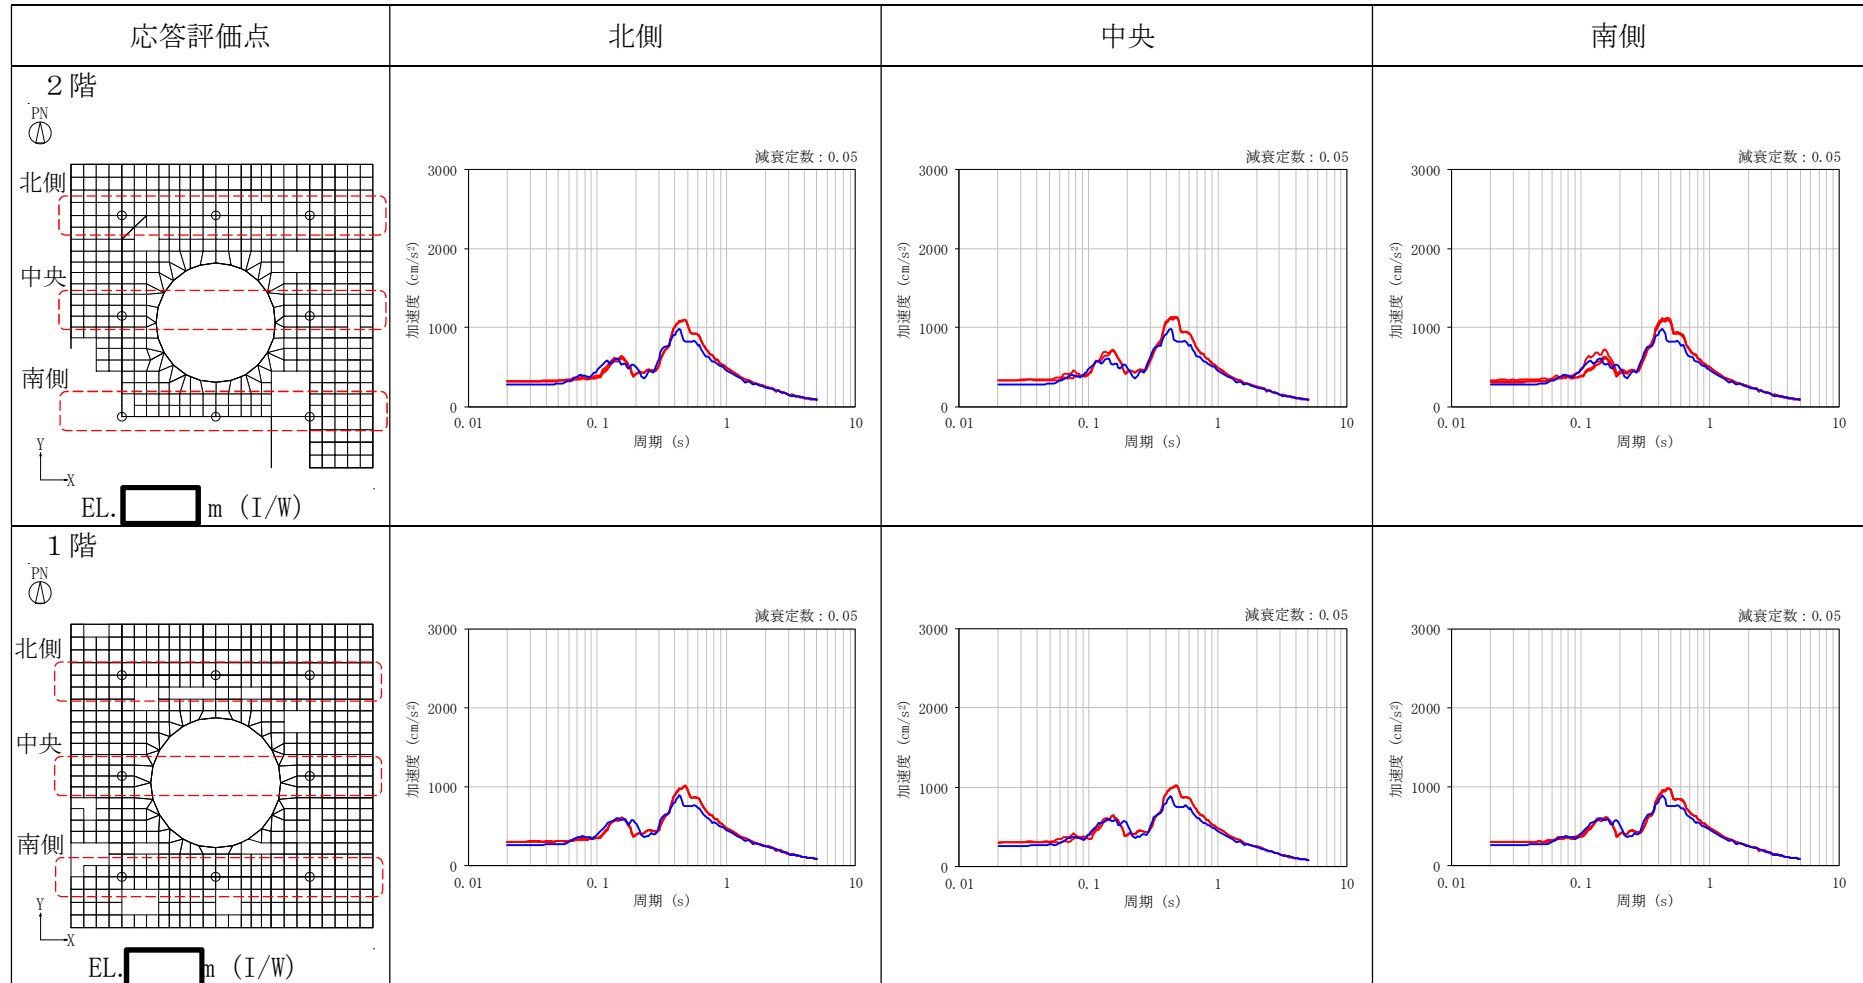 応答評価点 北側 中央 南側
2階
PN
北側
中央
南側
Y
X
EL. m (I/W)
減衰定数:0.05
3000
2000
1000
0
加速度 (cm/s²)
0.01 0.1 1 10
周期 (s)
減衰定数:0.05
3000
2000
1000
0
加速度 (cm/s²)
0.01 0.1 1 10
周期 (s)
減衰定数:0.05
3000
2000
1000
0
加速度 (cm/s²)
0.01 0.1 1 10
周期 (s)
1階
PN
北側
中央
南側
Y
X
EL. m (I/W)
減衰定数:0.05
3000
2000
1000
0
加速度 (cm/s²)
0.01 0.1 1 10
周期 (s)
減衰定数:0.05
3000
2000
1000
0
加速度 (cm/s²)
0.01 0.1 1 10
周期 (s)
減衰定数:0.05
3000
2000
1000
0
加速度 (cm/s²)
0.01 0.1 1 10
周期 (s)